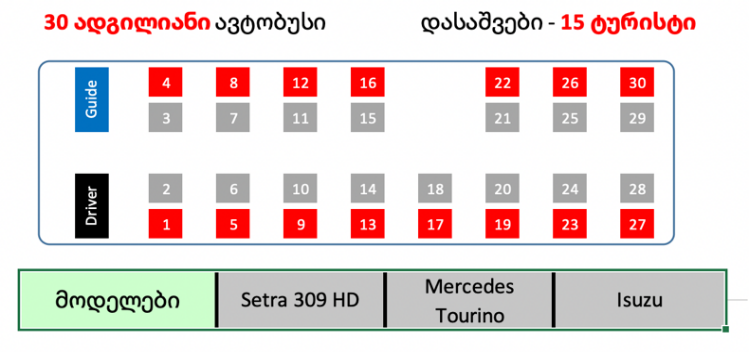 30 ადგილიანი ავტობუსი დასაშვები - 15 ტურისტი
Guide 4 8 12 16 22 26 30
3 7 11 15 21 25 29
Driver 2 6 10 14 18 20 24 28
1 5 9 13 17 19 23 27
მოდელები Setra 309 HD Mercedes Tourino Isuzu